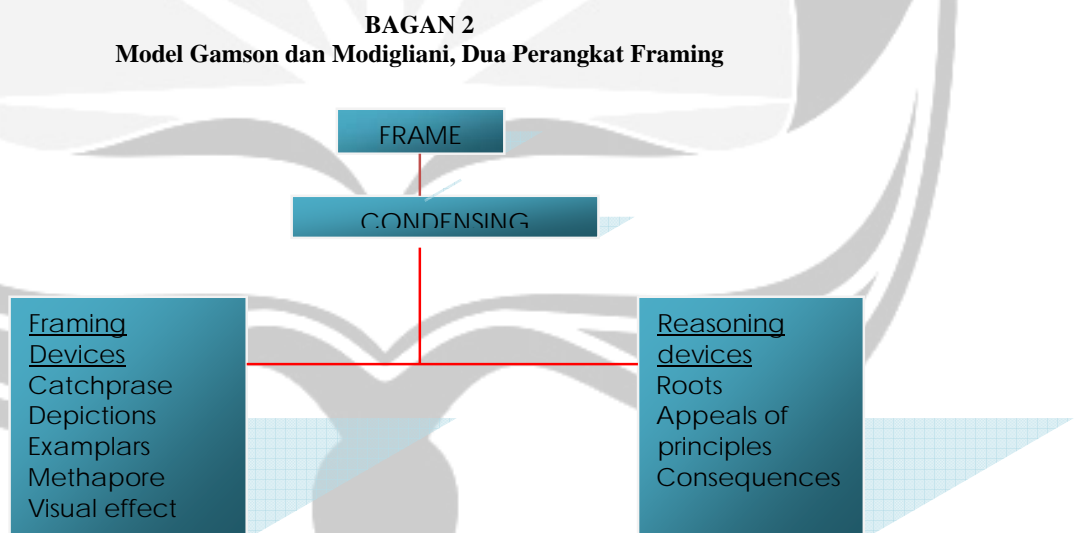 BAGAN 2
Model Gamson dan Modigliani, Dua Perangkat Framing
FRAME
CONDENSING
Framing
Devices
Catchprase
Depictions
Examplars
Methapore
Visual effect
Reasoning
devices
Roots
Appeals of
principles
Consequences